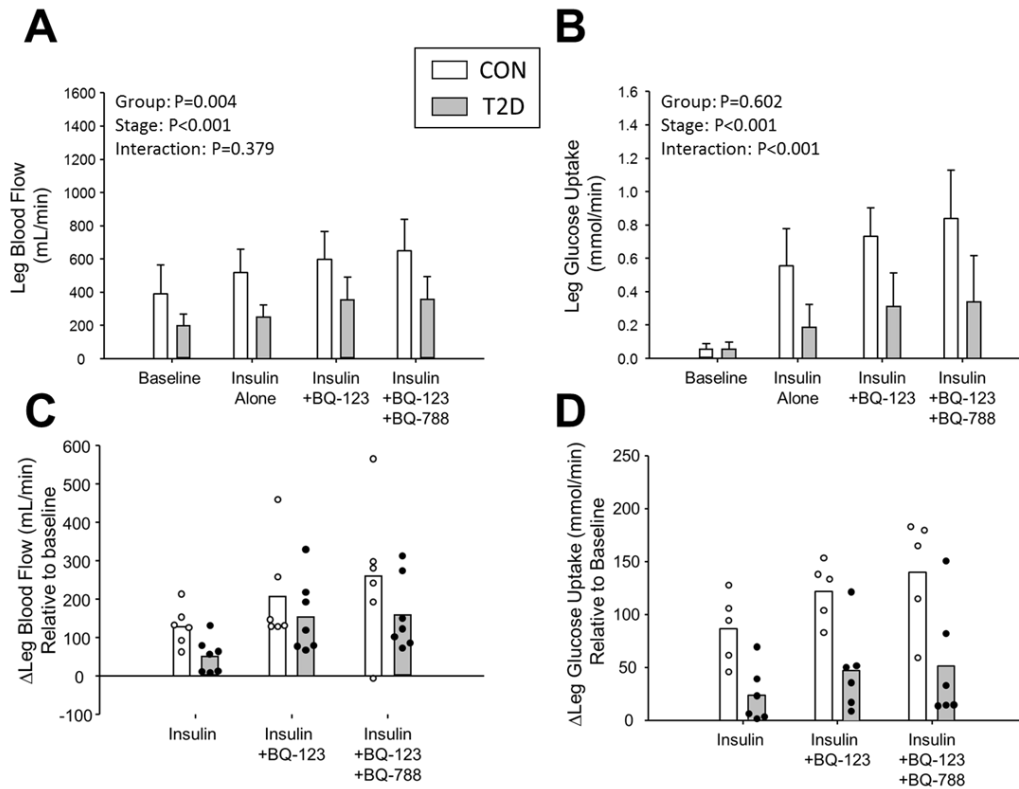 A
B
CON
T2D
Group: P=0.004
Stage: P<0.001
Interaction: P=0.379
Leg Blood Flow
(mL/min)
1600
1400
1200
1000
800
600
400
200
0
Baseline
Insulin
Alone
Insulin
+BQ-123
Insulin
+BQ-123
+BQ-788
Group: P=0.602
Stage: P<0.001
Interaction: P<0.001
Leg Glucose Uptake
(mmol/min)
1.6
1.4
1.2
1.0
0.8
0.6
0.4
0.2
0.0
Baseline
Insulin
Alone
Insulin
+BQ-123
Insulin
+BQ-123
+BQ-788
C
D
ΔLeg Blood Flow (mL/min)
Relative to baseline
600
500
400
300
200
100
0
-100
Insulin
Insulin
+BQ-123
Insulin
+BQ-123
+BQ-788
ΔLeg Glucose Uptake (mmol/min)
Relative to Baseline
250
200
150
100
50
0
Insulin
Insulin
+BQ-123
Insulin
+BQ-123
+BQ-788